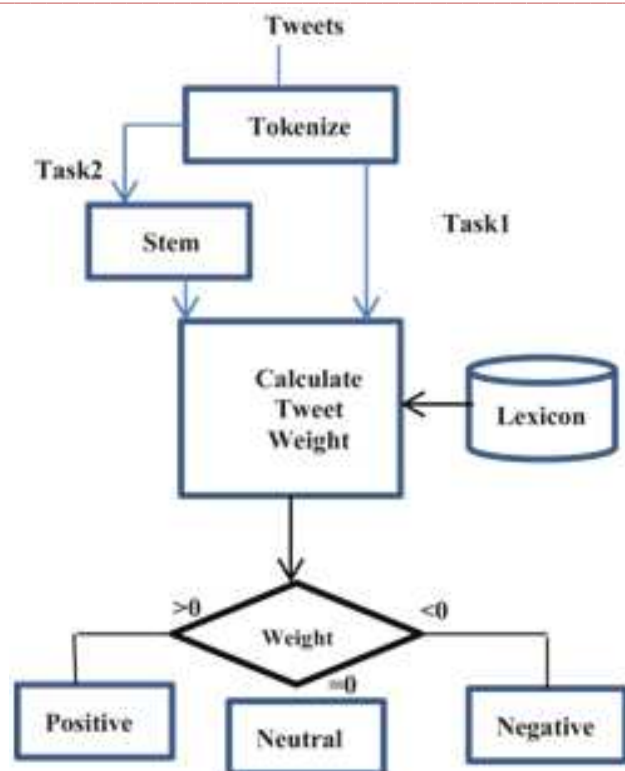 Tweets
Tokenize
Task2
Stem
Task1
Calculate
Tweet
Weight
Lexicon
>0
<0
Weight
=0
Positive
Neutral
Negative